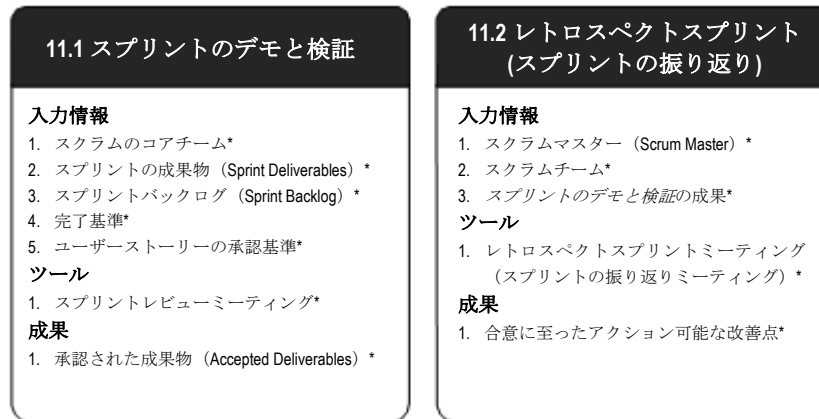 11.1 スプリントのデモと検証
入力情報
1. スクラムのコアチーム*
2. スプリントの成果物（Sprint Deliverables）*
3. スプリントバックログ（Sprint Backlog）*
4. 完了基準*
5. ユーザーストーリーの承認基準*
ツール
1. スプリントレビューミーティング*
成果
1. 承認された成果物（Accepted Deliverables）*
11.2 レトロスペクトスプリント
(スプリントの振り返り)
入力情報
1. スクラムマスター（Scrum Master）*
2. スクラムチーム*
3. スプリントのデモと検証の成果*
ツール
1. レトロスペクトスプリントミーティング
（スプリントの振り返りミーティング）*
成果
1. 合意に至ったアクション可能な改善点*